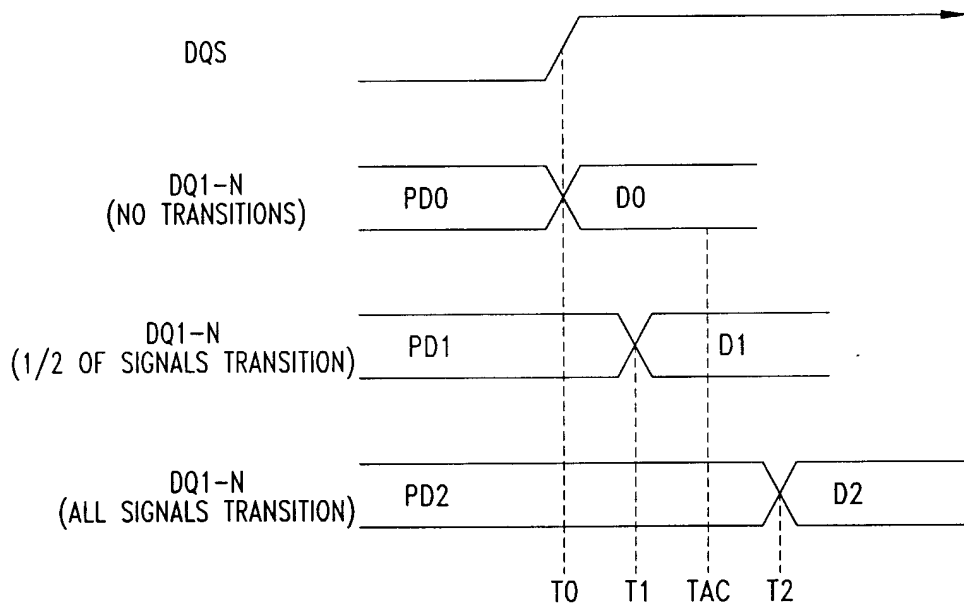 DQS
DQ1-N
(NO TRANSITIONS)
PD0
D0
DQ1-N
(1/2 OF SIGNALS TRANSITION)
PD1
D1
DQ1-N
(ALL SIGNALS TRANSITION)
PD2
D2
T0
T1
TAC
T2